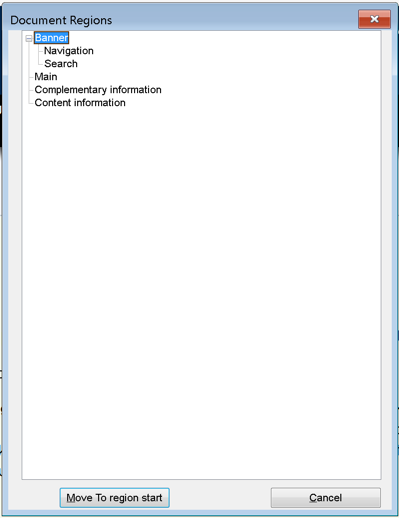 Document Regions
Banner
Navigation
Search
Main
Complementary information
Content information
Move To region start
Cancel